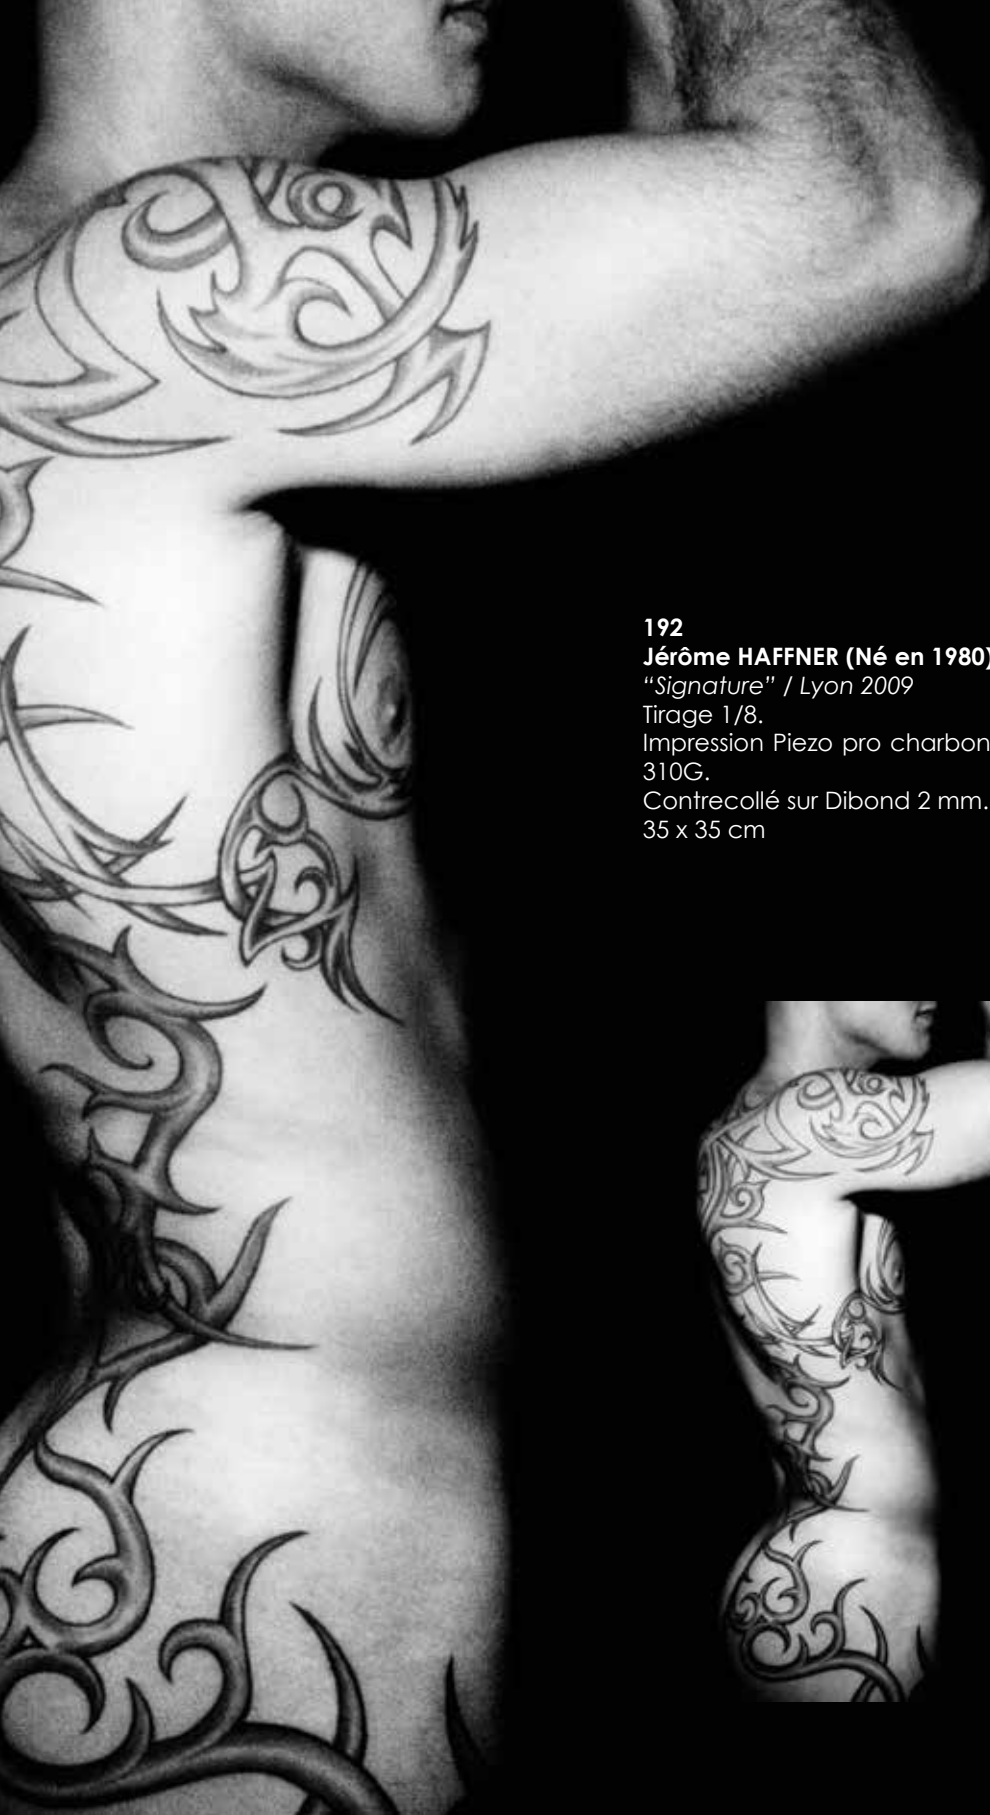 192
Jérôme HAFFNER (Né en 1980)
“Signature” / Lyon 2009
Tirage 1/8.
Impression Piezo pro charbon
310G.
Contrecollé sur Dibond 2 mm.
35 x 35 cm